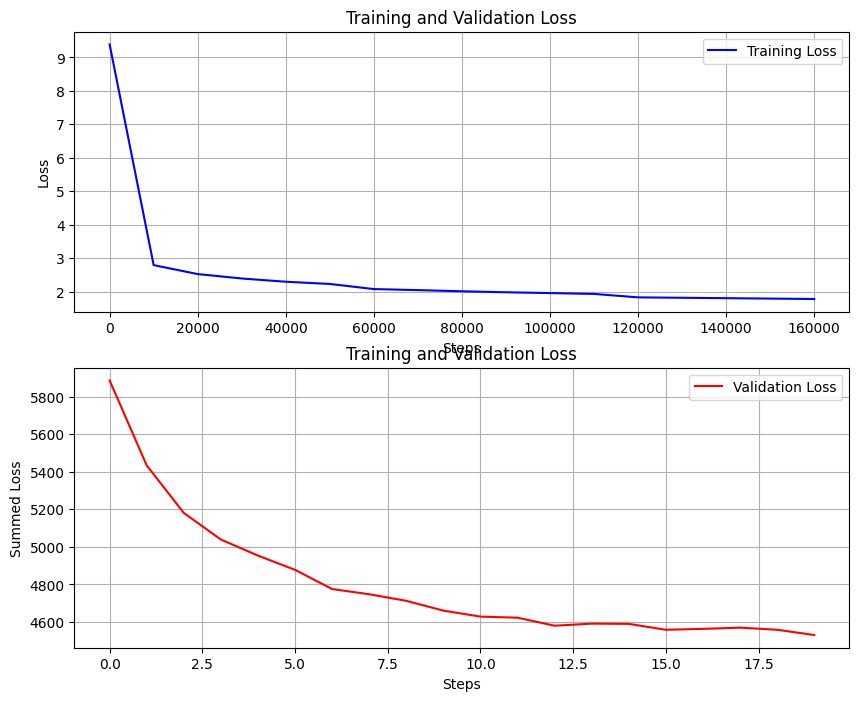 Training and Validation Loss
Training Loss
Loss
9
8
7
6
5
4
3
2
0 20000 40000 60000 80000 100000 120000 140000 160000
Steps
Training and Validation Loss
Validation Loss
Summed Loss
5800
5600
5400
5200
5000
4800
4600
0.0 2.5 5.0 7.5 10.0 12.5 15.0 17.5
Steps